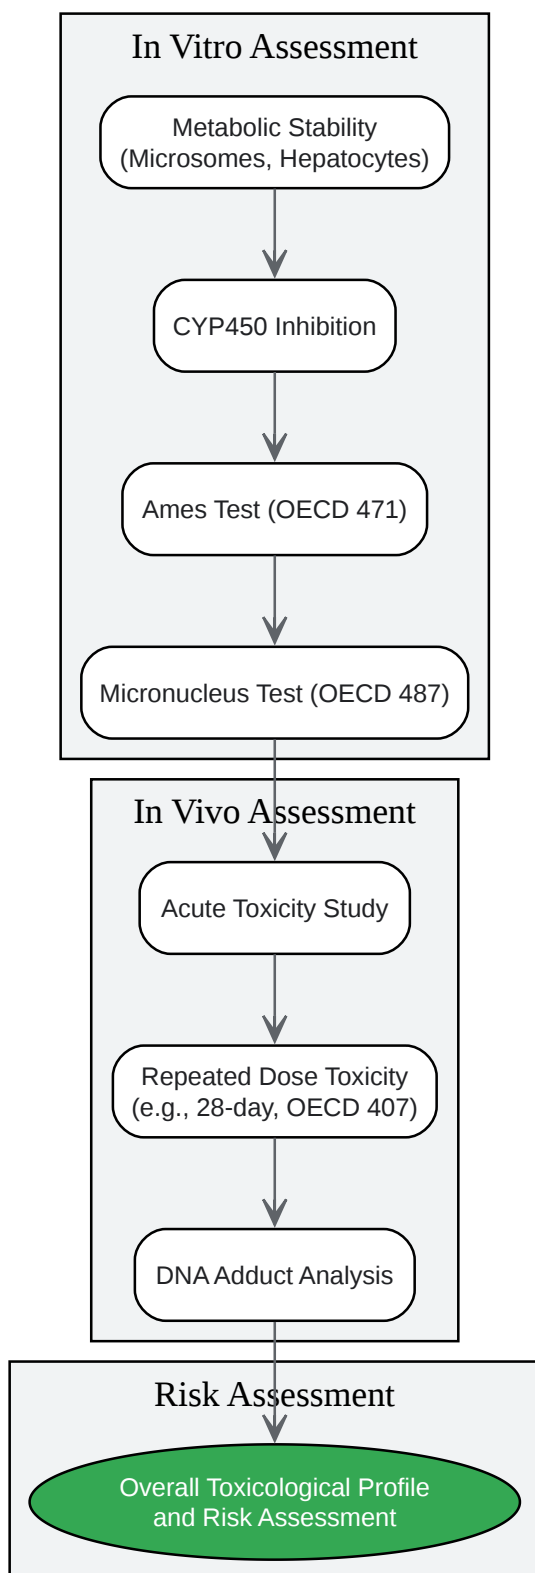 In Vitro Assessment
Metabolic Stability
(Microsomes, Hepatocytes)
CYP450 Inhibition
Ames Test (OECD 471)
Micronucleus Test (OECD 487)
In Vivo Assessment
Acute Toxicity Study
Repeated Dose Toxicity
(e.g., 28-day, OECD 407)
DNA Adduct Analysis
Risk Assessment
Overall Toxicological Profile
and Risk Assessment